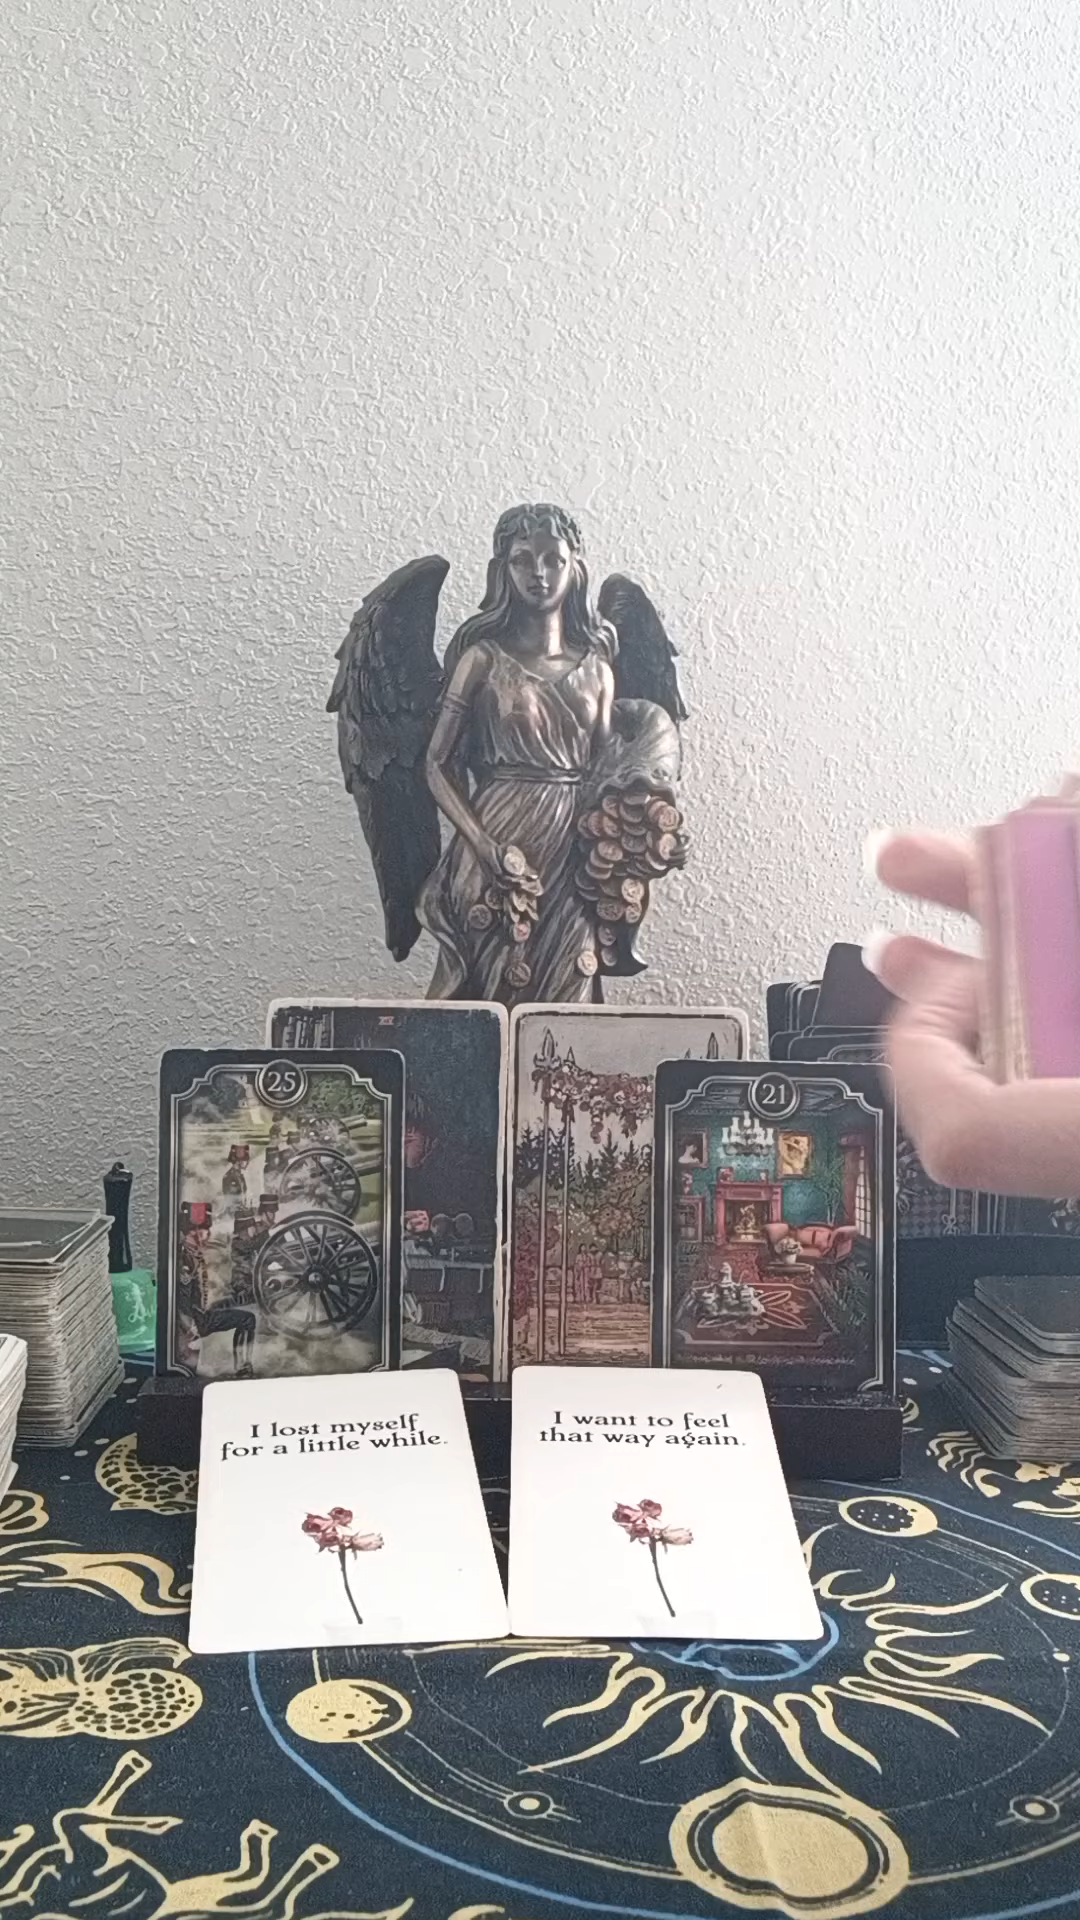 25
21
I lost myself
for a little while.
I want to feel
that way again.